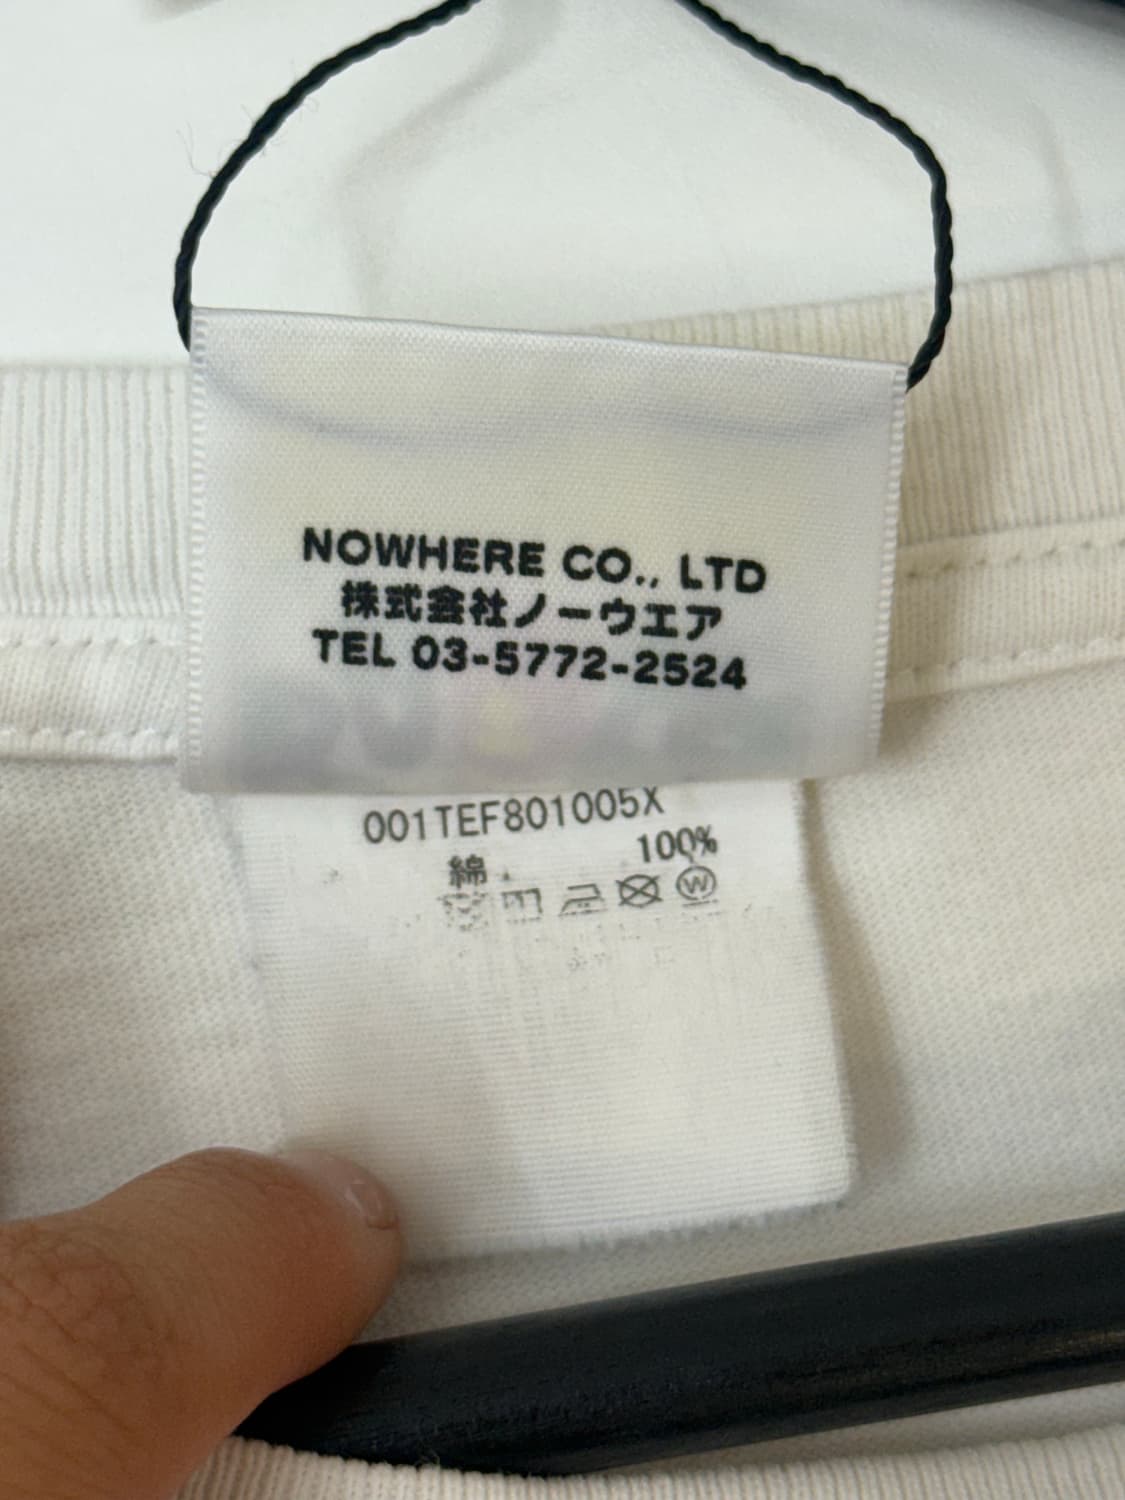 NOWHERE CO., LTD
株式会社ノーウエア
TEL 03-5772-2524
001TEF801005X
綿 100%
W